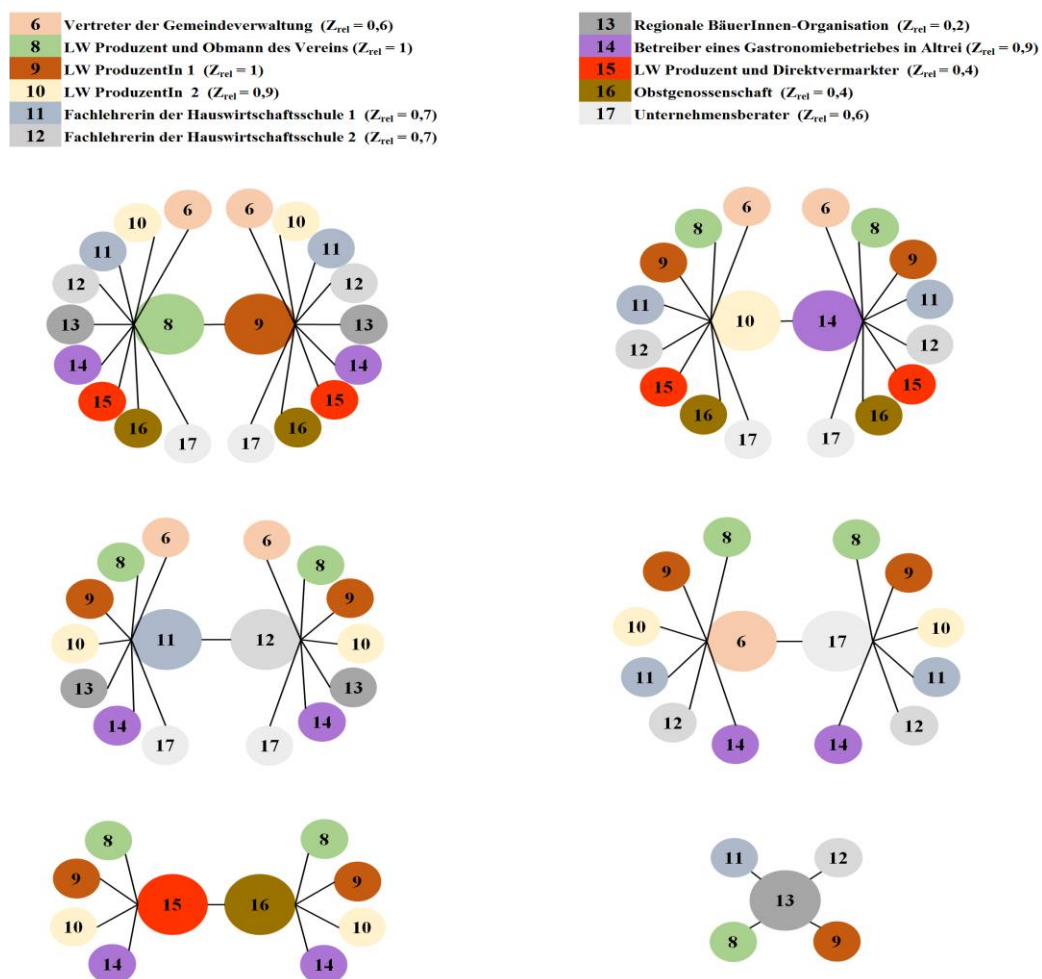 6 Vertreter der Gemeindeverwaltung (Zrel = 0,6)
8 LW Produzent und Obmann des Vereins (Zrel = 1)
9 LW ProduzentIn 1 (Zrel = 1)
10 LW ProduzentIn 2 (Zrel = 0,9)
11 Fachlehrerin der Hauswirtschaftsschule 1 (Zrel = 0,7)
12 Fachlehrerin der Hauswirtschaftsschule 2 (Zrel = 0,7)
13 Regionale BäuerInnen-Organisation (Zrel = 0,2)
14 Betreiber eines Gastronomiebetriebes in Altrei (Zrel = 0,9)
15 LW Produzent und Direktvermarkter (Zrel = 0,4)
16 Obstgenossenschaft (Zrel = 0,4)
17 Unternehmensberater (Zrel = 0,6)
6 6
10 10
11 11
12 12
13 8 9 13
14 14
15 15
16 16
17 17
6 6
8 8
9 9
11 11
10 14
12 12
15 15
16 16
17 17
6 6
8 8
9 9
10 11 12 10
13 13
14 14
17 17
8 8
9 9
10 6 17 10
11 11
12 12
14 14
8 8
9 9
15 16
10 10
14 14
11 12
13
8 9